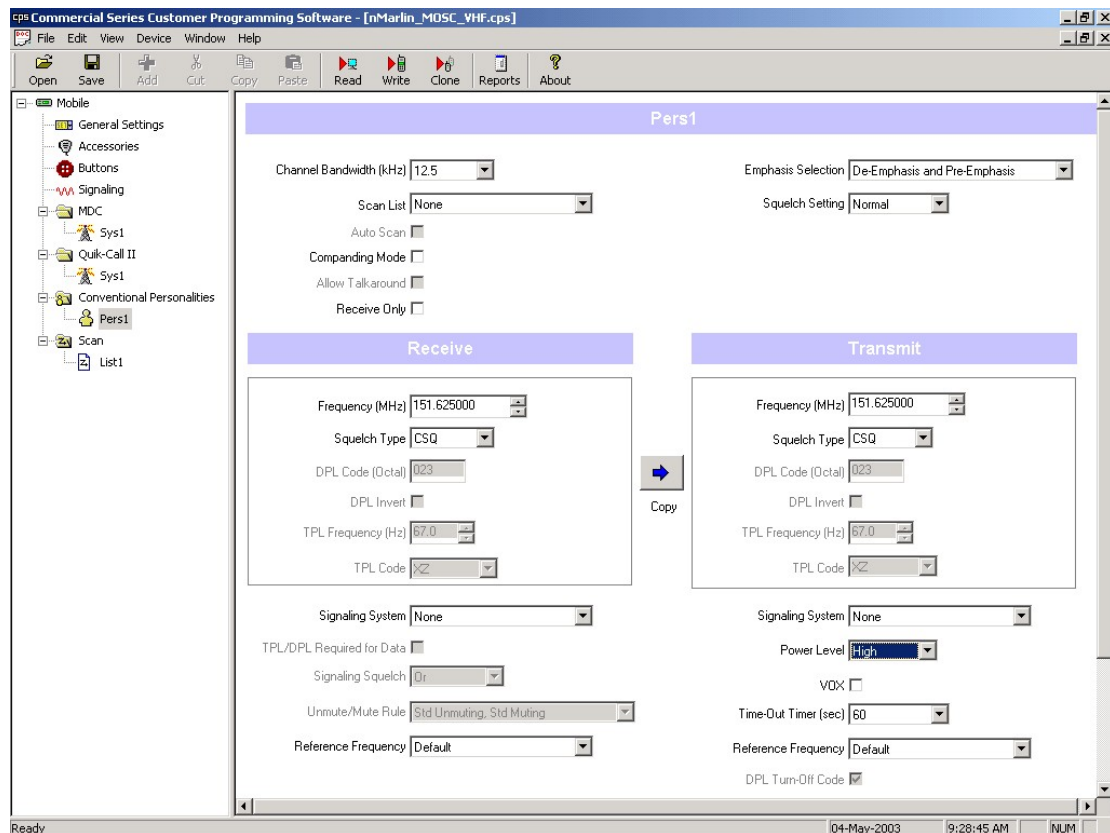 cps Commercial Series Customer Programming Software - [nMarlin_MOSC_VHF.cps]
File Edit View Device Window Help
Open Save Add Cut Copy Paste Read Write Clone Reports About
Mobile
General Settings
Accessories
Buttons
Signaling
MDC
Sys1
Quik-Call II
Sys1
Conventional Personalities
Pers1
Scan
List1
Pers1
Channel Bandwidth (kHz) 12.5
Emphasis Selection De-Emphasis and Pre-Emphasis
Scan List None
Squelch Setting Normal
Auto Scan
Companding Mode
Allow Talkaround
Receive Only
Receive
Frequency (MHz) 151.625000
Squelch Type CSQ
DPL Code (Octal) 023
DPL Invert
TPL Frequency (Hz) 67.0
TPL Code XZ
Signaling System None
TPL/DPL Required for Data
Signaling Squelch Or
Unmute/Mute Rule Std Unmuting, Std Muting
Reference Frequency Default
Copy
Transmit
Frequency (MHz) 151.625000
Squelch Type CSQ
DPL Code (Octal) 023
DPL Invert
TPL Frequency (Hz) 67.0
TPL Code XZ
Signaling System None
Power Level High
VOX
Time-Out Timer (sec) 60
Reference Frequency Default
DPL Turn-Off Code
Ready 04-May-2003 9:28:45 AM NUM